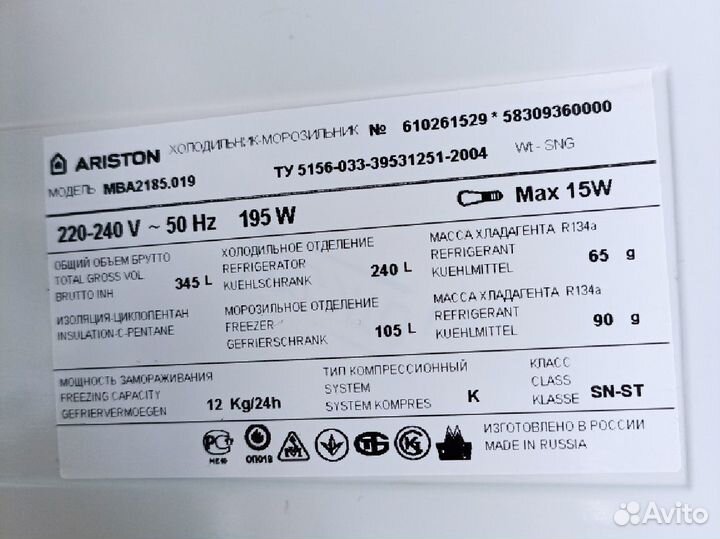 ARISTON ХОЛОДИЛЬНИК-МОРОЗИЛЬНИК № 610261529 * 58309360000
МОДЕЛЬ MBA2185.019 ТУ 5156-033-39531251-2004 Wt - SNG
220-240 V ~ 50 Hz 195 W Max 15W
ОБЩИЙ ОБЪЕМ БРУТТО
TOTAL GROSS VOL
BRUTTO INH
345 L
ХОЛОДИЛЬНОЕ ОТДЕЛЕНИЕ
REFRIGERATOR
KUEHLSCHRANK
240 L
МАССА ХЛАДАГЕНТА R134a
REFRIGERANT
KUEHLMITTEL
65 g
ИЗОЛЯЦИЯ-ЦИКЛОПЕНТАН
INSULATION-C-PENTANE
МОРОЗИЛЬНОЕ ОТДЕЛЕНИЕ
FREEZER
GEFRIERSCHRANK
105 L
МАССА ХЛАДАГЕНТА R134a
REFRIGERANT
KUEHLMITTEL
90 g
МОЩНОСТЬ ЗАМОРАЖИВАНИЯ
FREEZING CAPACITY
GEFRIERVERMOEGEN
12 Kg/24h
ТИП КОМПРЕССИОННЫЙ
SYSTEM
SYSTEM KOMPRES
K
КЛАСС
CLASS
KLASSE
SN-ST
ОП019
ИЗГОТОВЛЕНО В РОССИИ
MADE IN RUSSIA
Avito